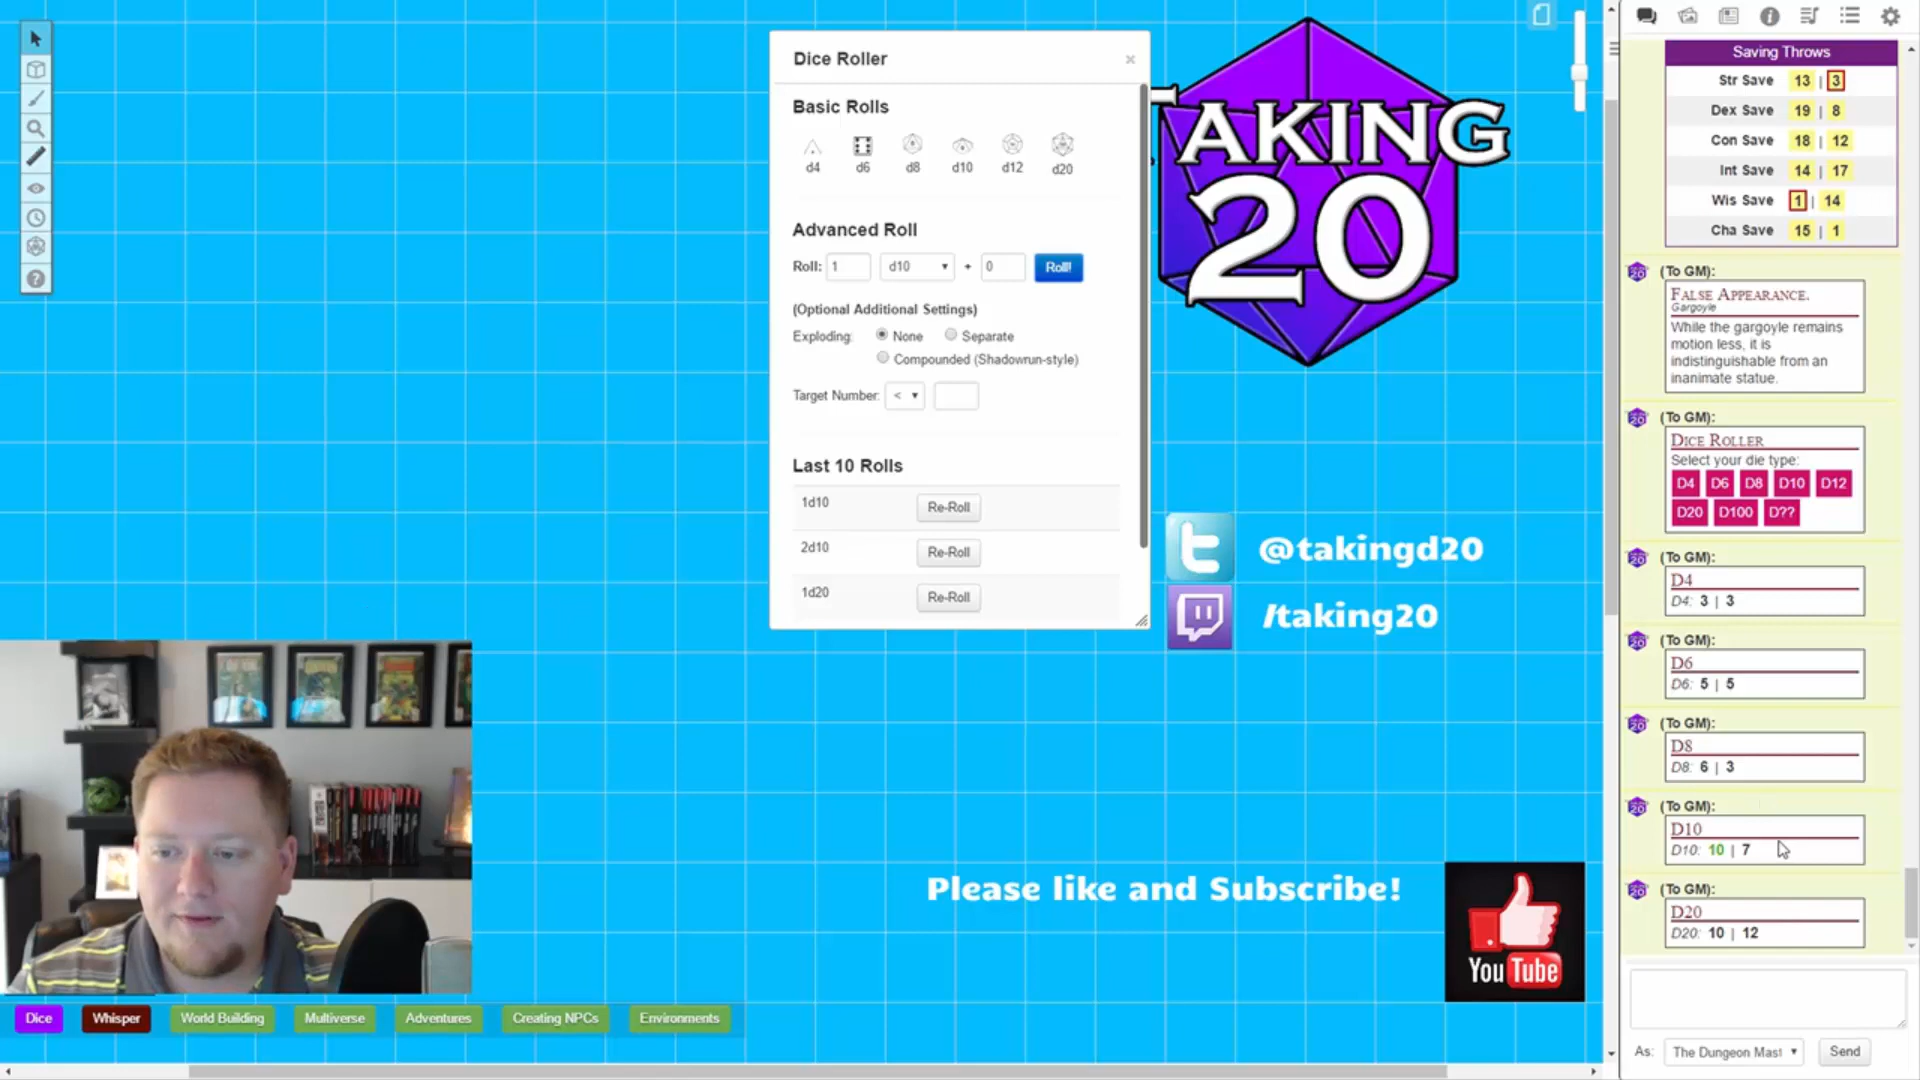 Dice Roller
×
Basic Rolls
d4
d6
d8
d10
d12
d20
Advanced Roll
Roll: 1 d10 + 0 Roll!
(Optional Additional Settings)
Exploding: None Separate
Compounded (Shadowrun-style)
Target Number: <
Last 10 Rolls
1d10 Re-Roll
2d10 Re-Roll
1d20 Re-Roll
TAKING
20
@takingd20
/taking20
Please like and Subscribe!
YouTube
Dice
Whisper
World Building
Multiverse
Adventures
Creating NPCs
Environments
Saving Throws
Str Save 13 | 3
Dex Save 19 | 8
Con Save 18 | 12
Int Save 14 | 17
Wis Save 1 | 14
Cha Save 15 | 1
(To GM):
FALSE APPEARANCE.
Gargoyle
While the gargoyle remains
motion less, it is
indistinguishable from an
inanimate statue.
(To GM):
DICE ROLLER
Select your die type:
D4 D6 D8 D10 D12
D20 D100 D??
(To GM):
D4
D4: 3 | 3
(To GM):
D6
D6: 5 | 5
(To GM):
D8
D8: 6 | 3
(To GM):
D10
D10: 10 | 7
(To GM):
D20
D20: 10 | 12
As: The Dungeon Mast Send